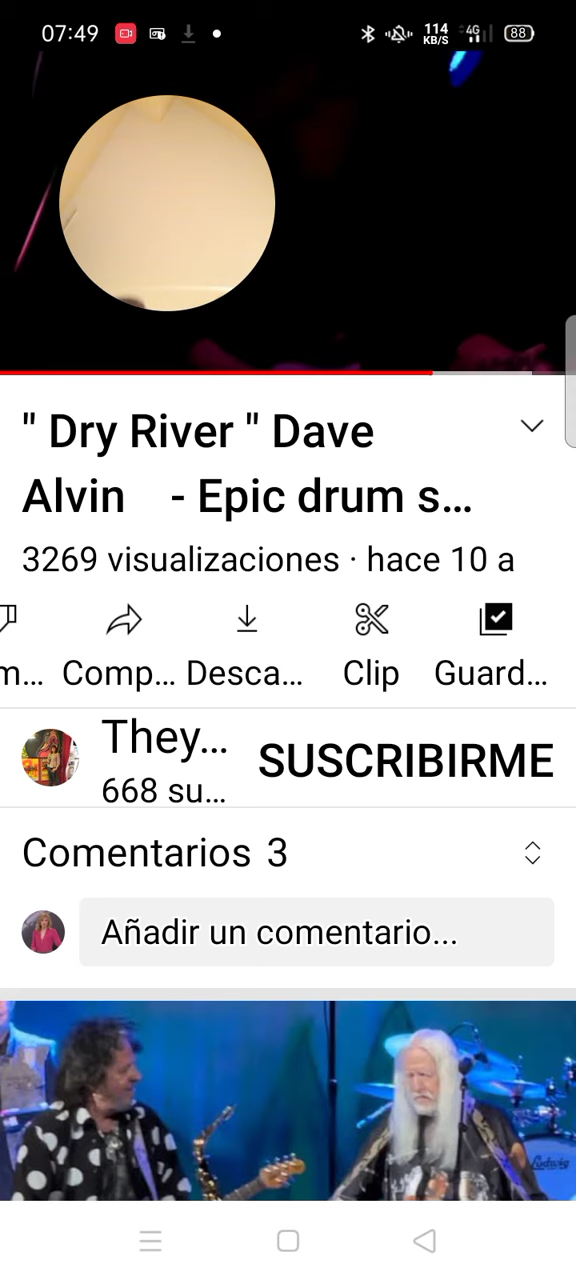 07:49
114
KB/S
4G
88
" Dry River " Dave
Alvin - Epic drum s...
3269 visualizaciones · hace 10 a
m...
Comp...
Desca...
Clip
Guard...
They...
SUSCRIBIRME
668 su...
Comentarios 3
Añadir un comentario...
Ludwig